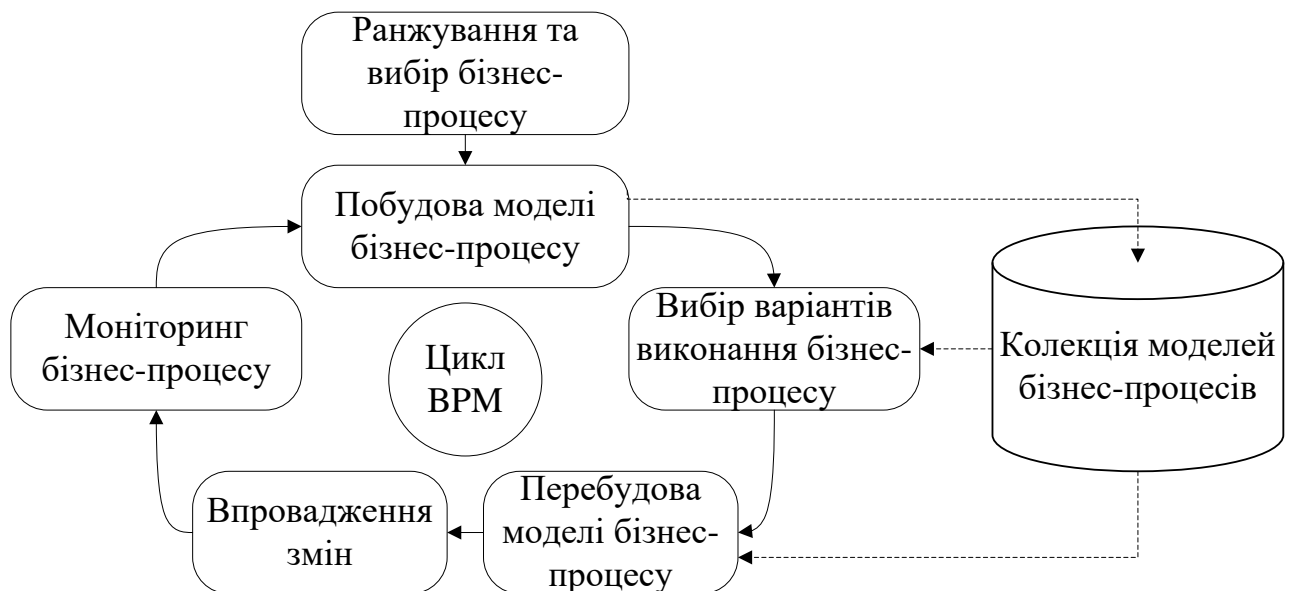 Ранжування та
вибір бізнес-
процесу
Побудова моделі
бізнес-процесу
Моніторинг
бізнес-процесу
Цикл
BPM
Вибір варіантів
виконання бізнес-
процесу
Колекція моделей
бізнес-процесів
Впровадження
змін
Перебудова
моделі бізнес-
процесу